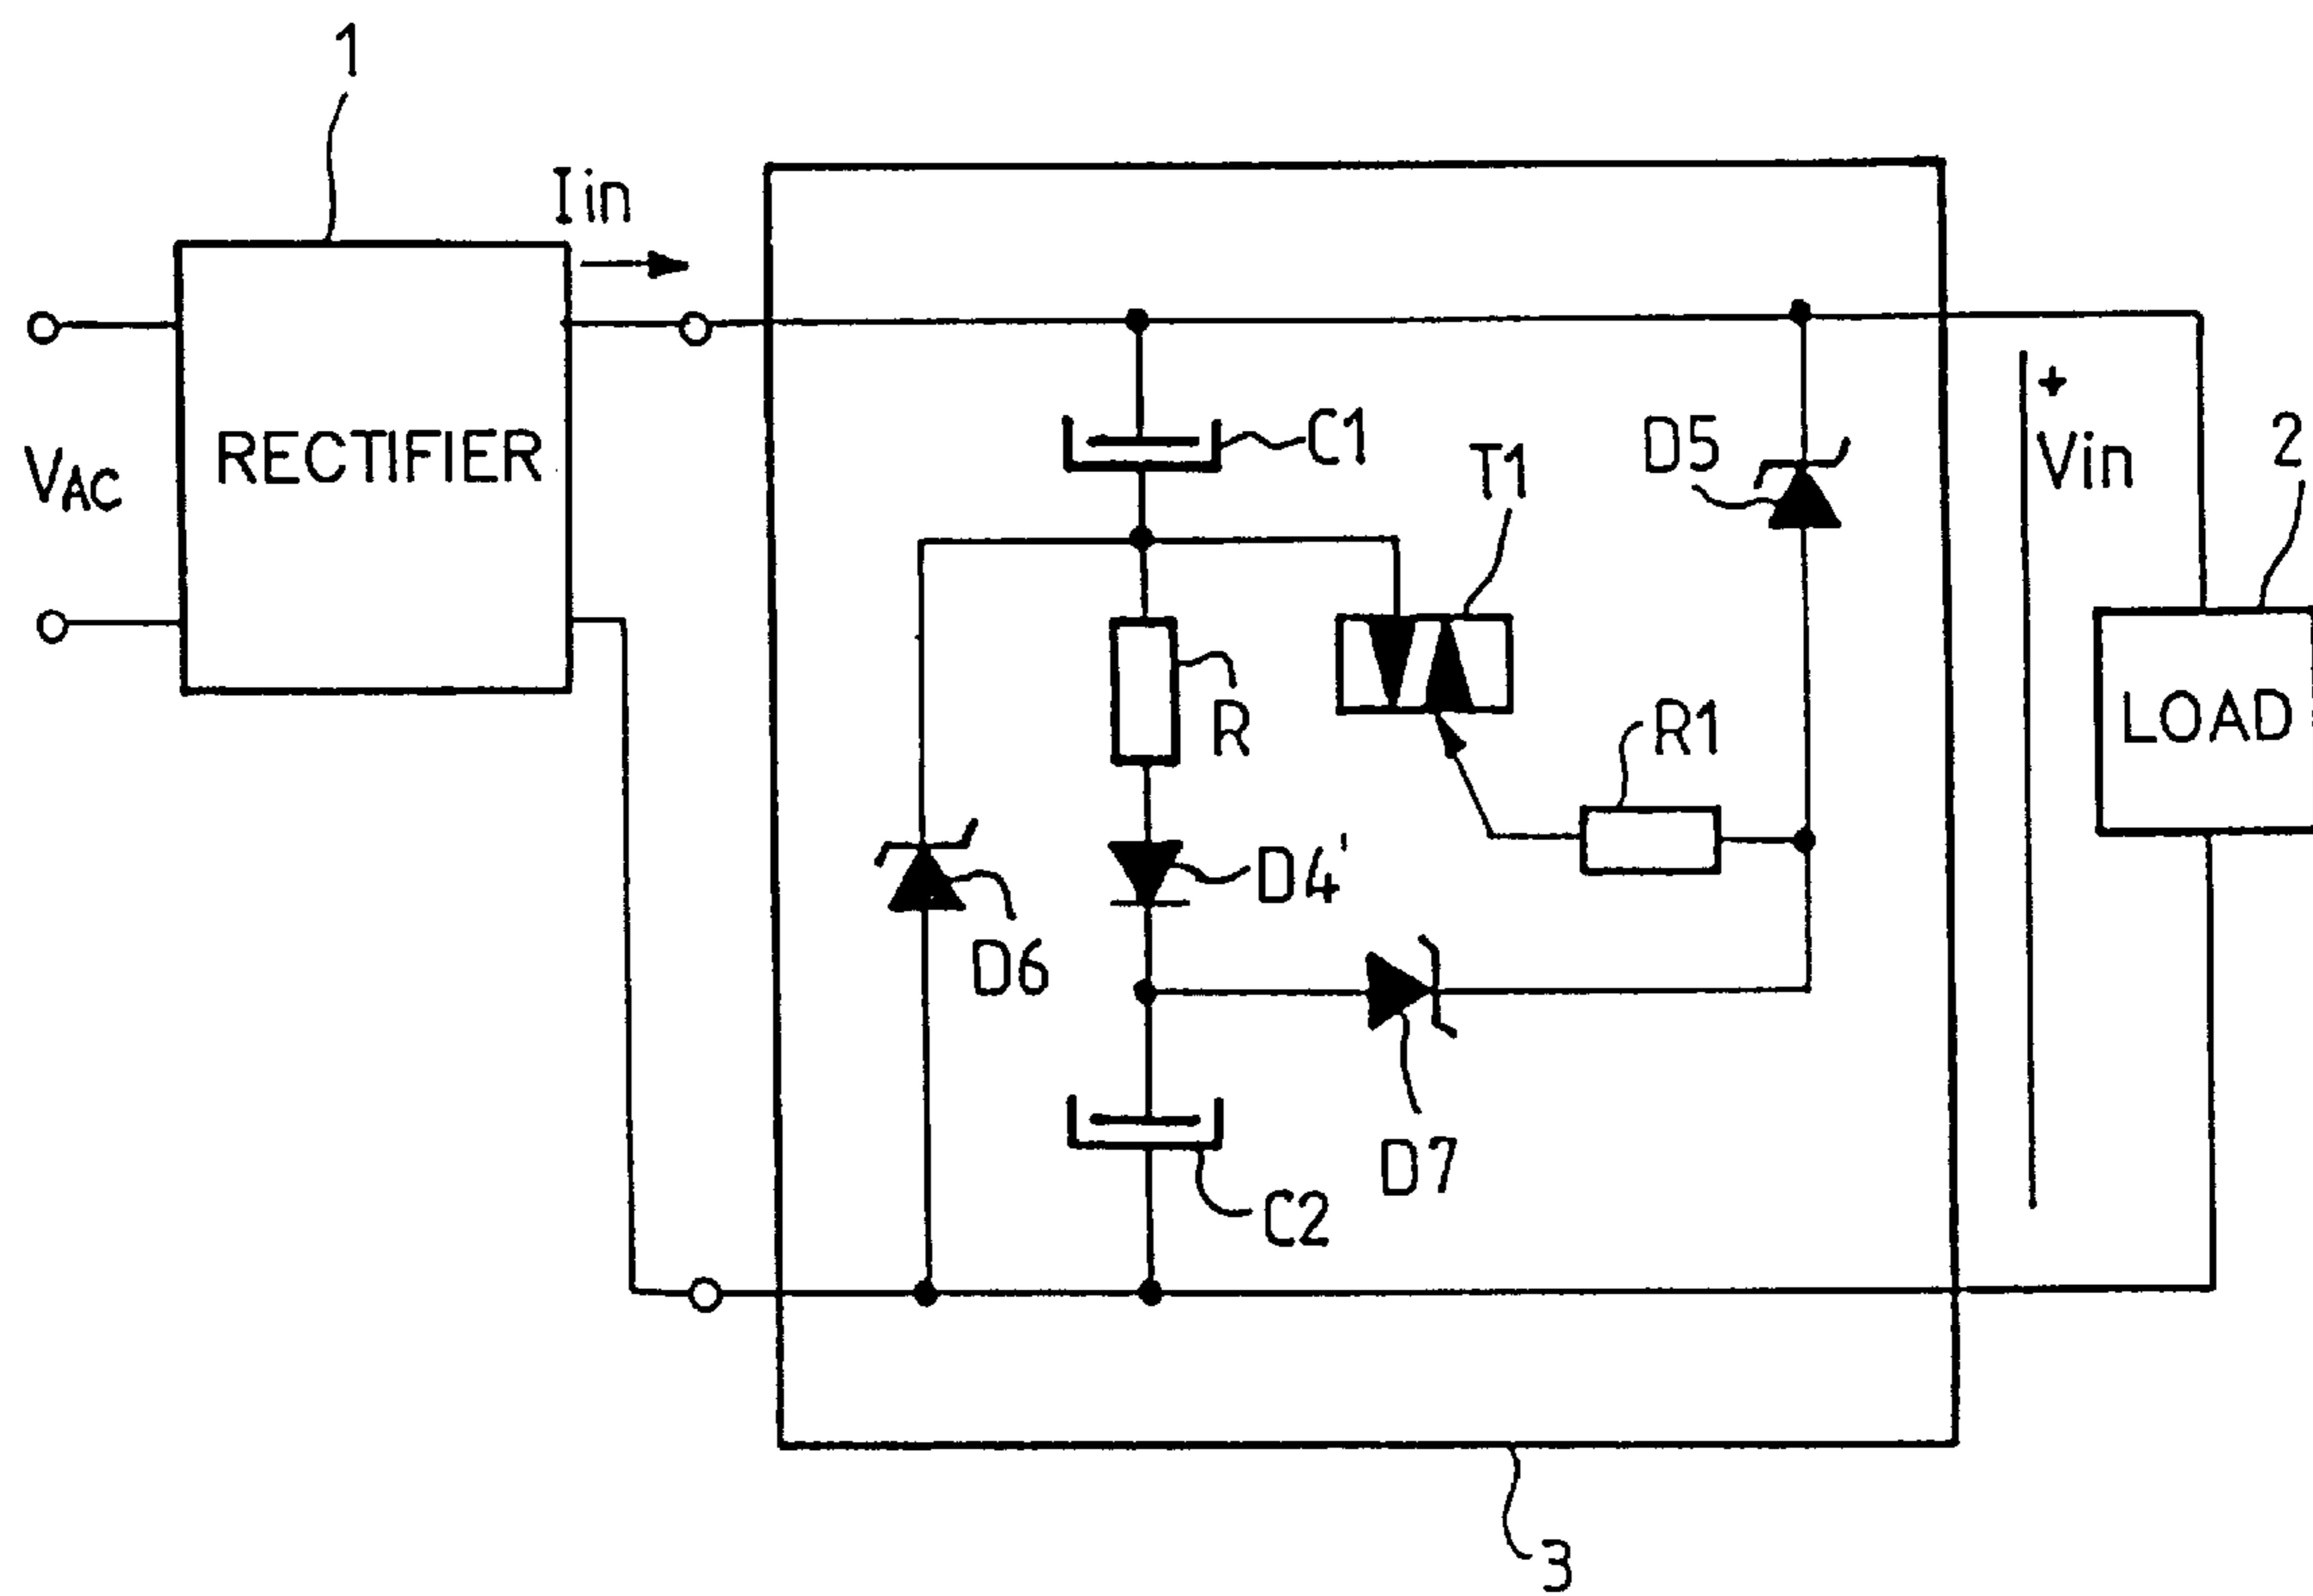 1
Iin
RECTIFIER
VAC
C1
T1
D5
+
Vin
2
R
R1
LOAD
D4'
D6
D7
C2
3